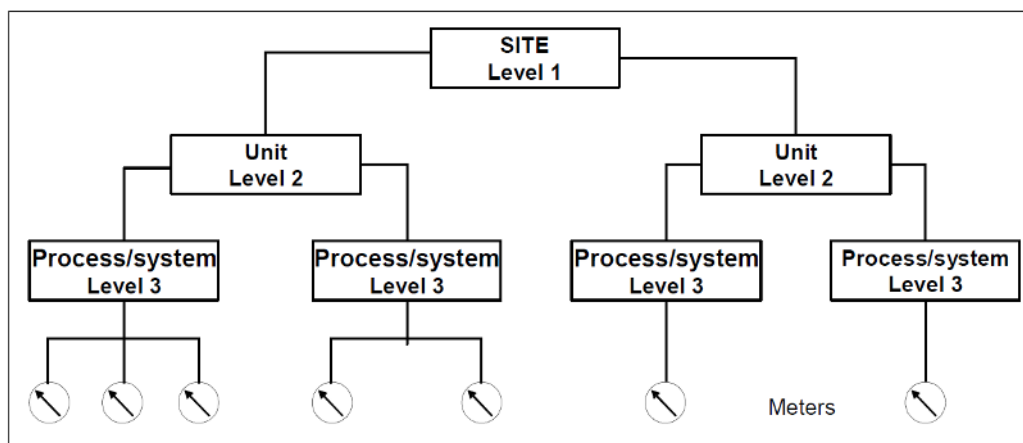 SITE
Level 1
Unit
Level 2
Unit
Level 2
Process/system
Level 3
Process/system
Level 3
Process/system
Level 3
Process/system
Level 3
Meters